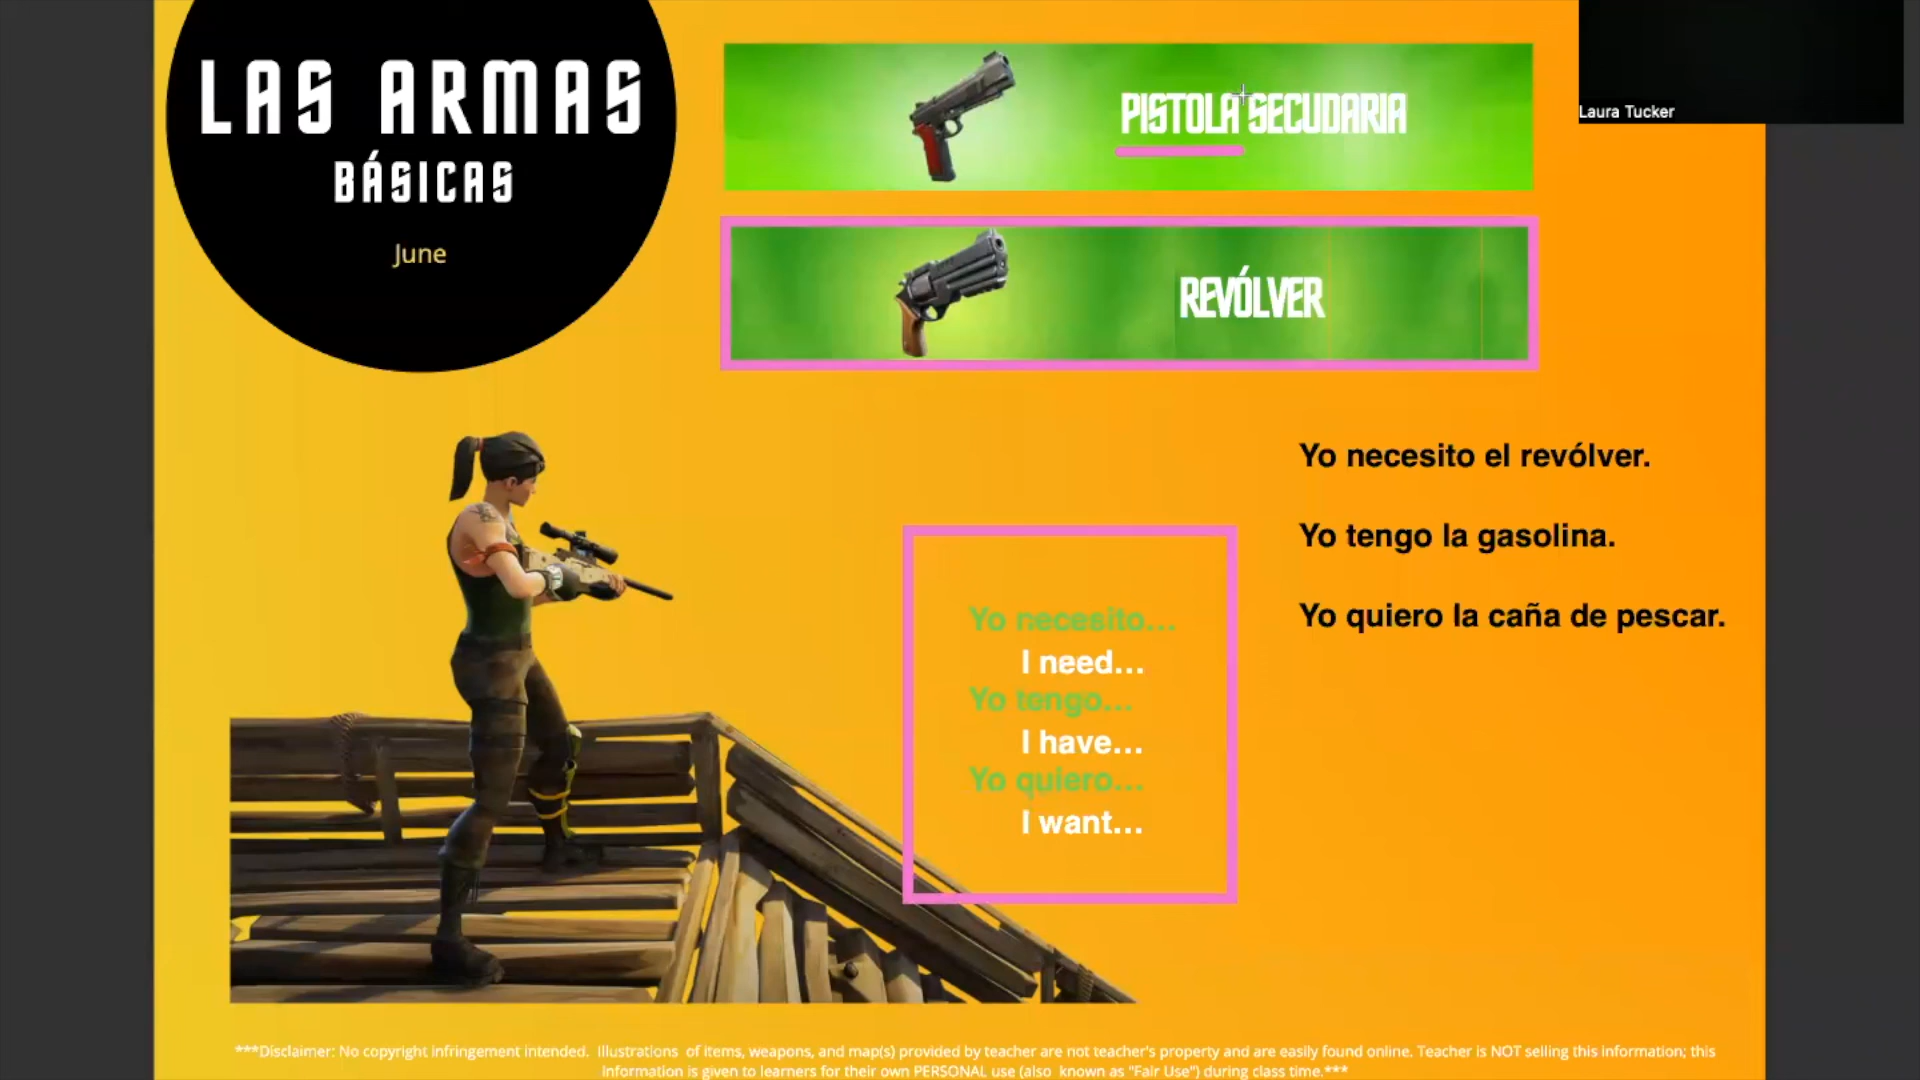 LAS ARMAS
BÁSICAS
June
PISTOLA SECUDARIA
REVÓLVER
Laura Tucker
Yo necesito el revólver.
Yo tengo la gasolina.
Yo quiero la caña de pescar.
Yo necesito...
I need...
Yo tengo...
I have...
Yo quiero...
I want...
***Disclaimer: No copyright infringement intended. Illustrations of items, weapons, and map(s) provided by teacher are not teacher's property and are easily found online. Teacher is NOT selling this information; this
information is given to learners for their own PERSONAL use (also known as "Fair Use") during class time.***